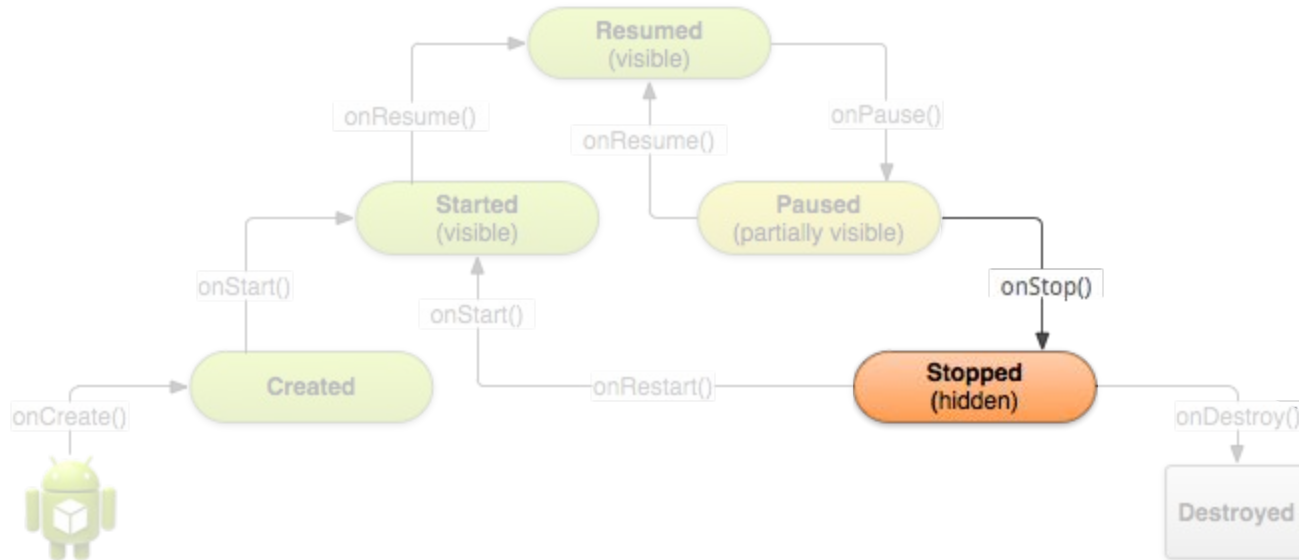 Resumed
(visible)
onResume()
onResume()
onPause()
Started
(visible)
Paused
(partially visible)
onStart()
onStart()
onStop()
Created
onRestart()
Stopped
(hidden)
onCreate()
onDestroy()
Destroyed